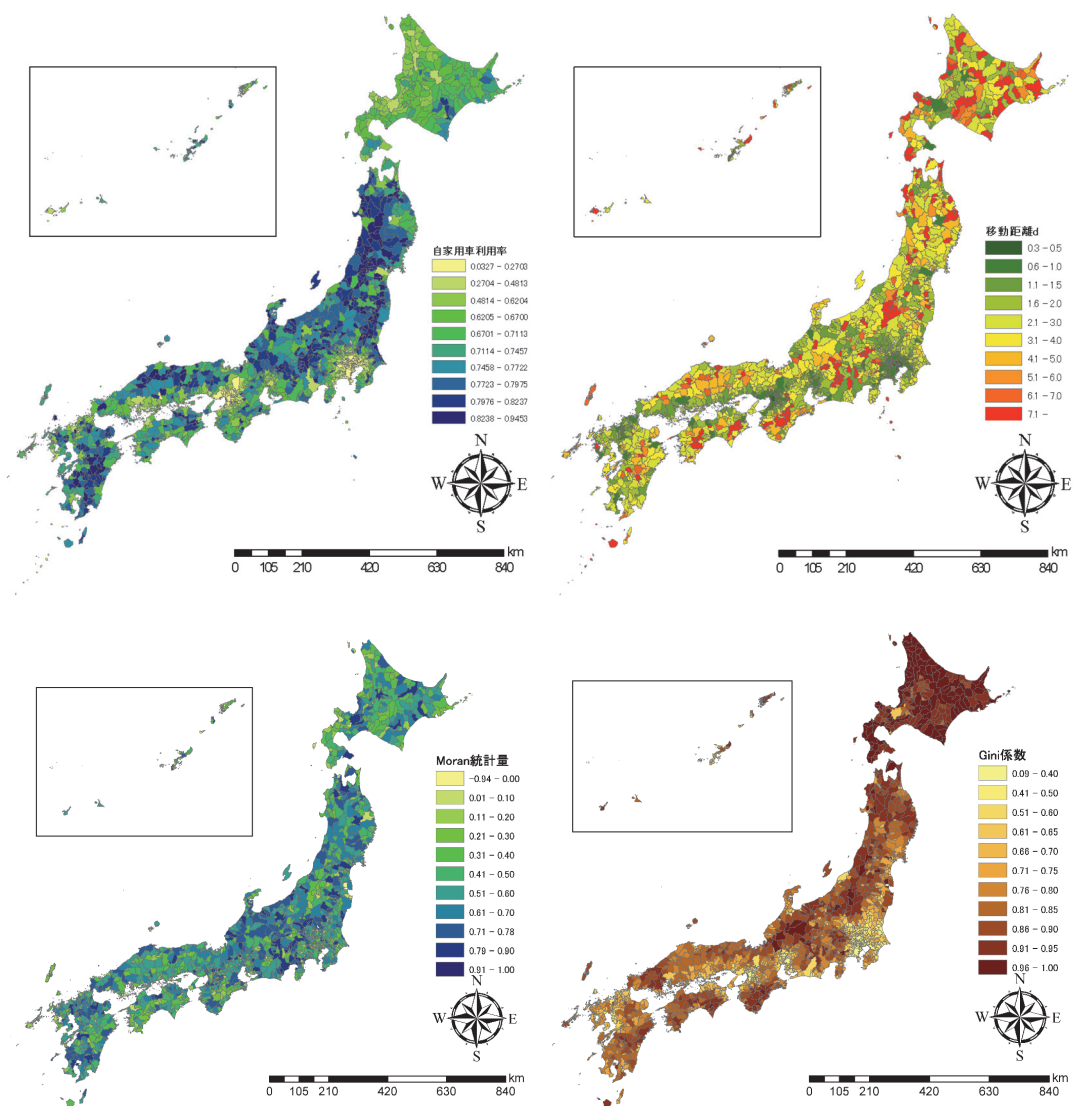 自家用車利用率
0.0327 – 0.2703
0.2704 – 0.4813
0.4814 – 0.6204
0.6205 – 0.6700
0.6701 – 0.7113
0.7114 – 0.7457
0.7458 – 0.7722
0.7723 – 0.7975
0.7976 – 0.8237
0.8238 – 0.9453
N
W E
S
km
0 105 210 420 630 840
移動距離d
0.3 – 0.5
0.6 – 1.0
1.1 – 1.5
1.6 – 2.0
2.1 – 3.0
3.1 – 4.0
4.1 – 5.0
5.1 – 6.0
6.1 – 7.0
7.1 –
N
W E
S
km
0 105 210 420 630 840
Moran統計量
-0.94 – 0.00
0.01 – 0.10
0.11 – 0.20
0.21 – 0.30
0.31 – 0.40
0.41 – 0.50
0.51 – 0.60
0.61 – 0.70
0.71 – 0.78
0.79 – 0.90
0.91 – 1.00
N
W E
S
km
0 105 210 420 630 840
Gini係数
0.09 – 0.40
0.41 – 0.50
0.51 – 0.60
0.61 – 0.65
0.66 – 0.70
0.71 – 0.75
0.76 – 0.80
0.81 – 0.85
0.86 – 0.90
0.91 – 0.95
0.96 – 1.00
N
W E
S
km
0 105 210 420 630 840